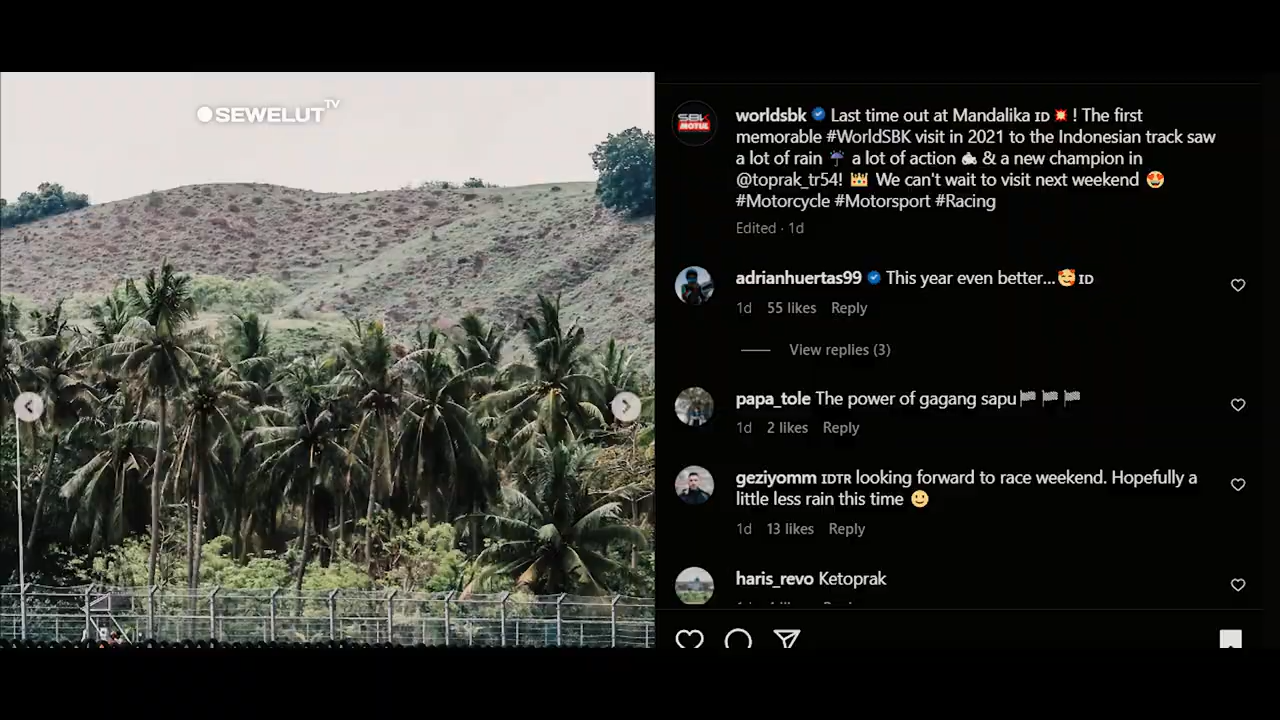 SEWELUT TV
SBK
MOTUL
worldsbk Last time out at Mandalika ID 💥 ! The first
memorable #WorldSBK visit in 2021 to the Indonesian track saw
a lot of rain ☔ a lot of action 🏍 & a new champion in
@toprak_tr54! 👑 We can't wait to visit next weekend 😍
#Motorcycle #Motorsport #Racing
Edited · 1d
adrianhuertas99 This year even better...🥰 ID
1d 55 likes Reply
View replies (3)
papa_tole The power of gagang sapu🏁 🏁 🏁
1d 2 likes Reply
geziyomm IDTR looking forward to race weekend. Hopefully a
little less rain this time 🙂
1d 13 likes Reply
haris_revo Ketoprak